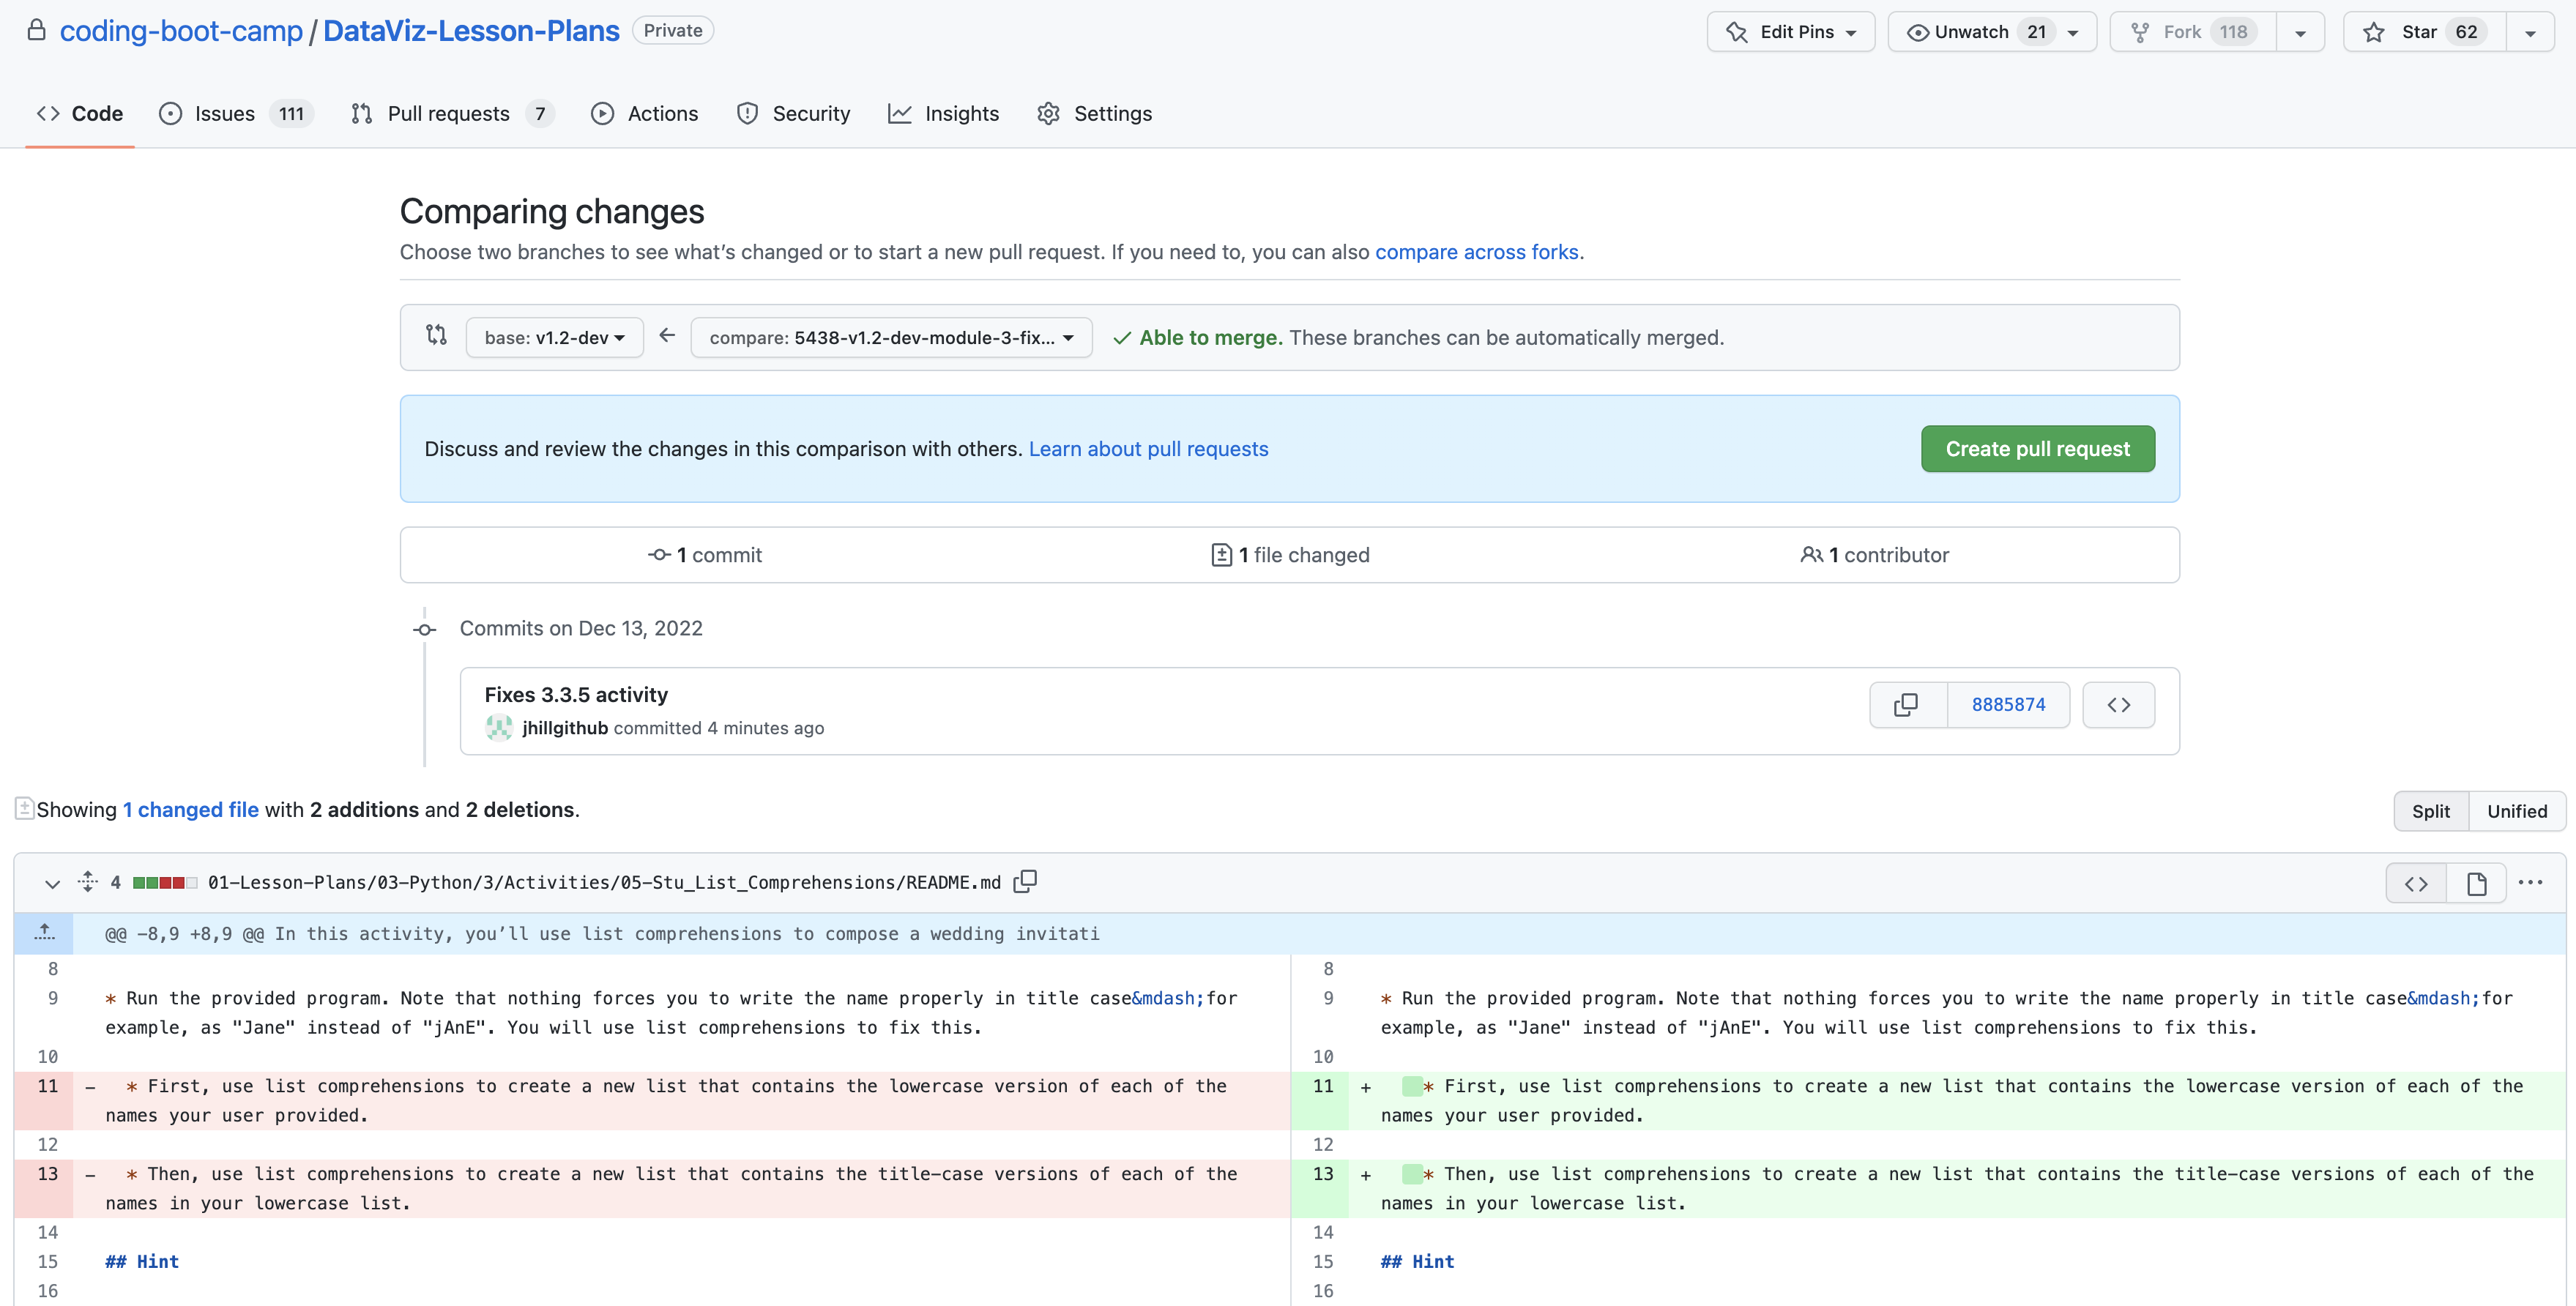 coding-boot-camp / DataViz-Lesson-Plans Private Edit Pins Unwatch 21 Fork 118 Star 62
Code Issues 111 Pull requests 7 Actions Security Insights Settings
Comparing changes
Choose two branches to see what’s changed or to start a new pull request. If you need to, you can also compare across forks.
base: v1.2-dev compare: 5438-v1.2-dev-module-3-fix... Able to merge. These branches can be automatically merged.
Discuss and review the changes in this comparison with others. Learn about pull requests Create pull request
1 commit 1 file changed 1 contributor
Commits on Dec 13, 2022
Fixes 3.3.5 activity
jhillgithub committed 4 minutes ago
8885874
Showing 1 changed file with 2 additions and 2 deletions.
Split Unified
4 01-Lesson-Plans/03-Python/3/Activities/05-Stu_List_Comprehensions/README.md
@@ -8,9 +8,9 @@ In this activity, you’ll use list comprehensions to compose a wedding invitati
8
9 * Run the provided program. Note that nothing forces you to write the name properly in title case&mdash;for
example, as "Jane" instead of "jAnE". You will use list comprehensions to fix this.
10
11 - * First, use list comprehensions to create a new list that contains the lowercase version of each of the
names your user provided.
12
13 - * Then, use list comprehensions to create a new list that contains the title-case versions of each of the
names in your lowercase list.
14
15 ## Hint
16
8
9 * Run the provided program. Note that nothing forces you to write the name properly in title case&mdash;for
example, as "Jane" instead of "jAnE". You will use list comprehensions to fix this.
10
11 + * First, use list comprehensions to create a new list that contains the lowercase version of each of the
names your user provided.
12
13 + * Then, use list comprehensions to create a new list that contains the title-case versions of each of the
names in your lowercase list.
14
15 ## Hint
16